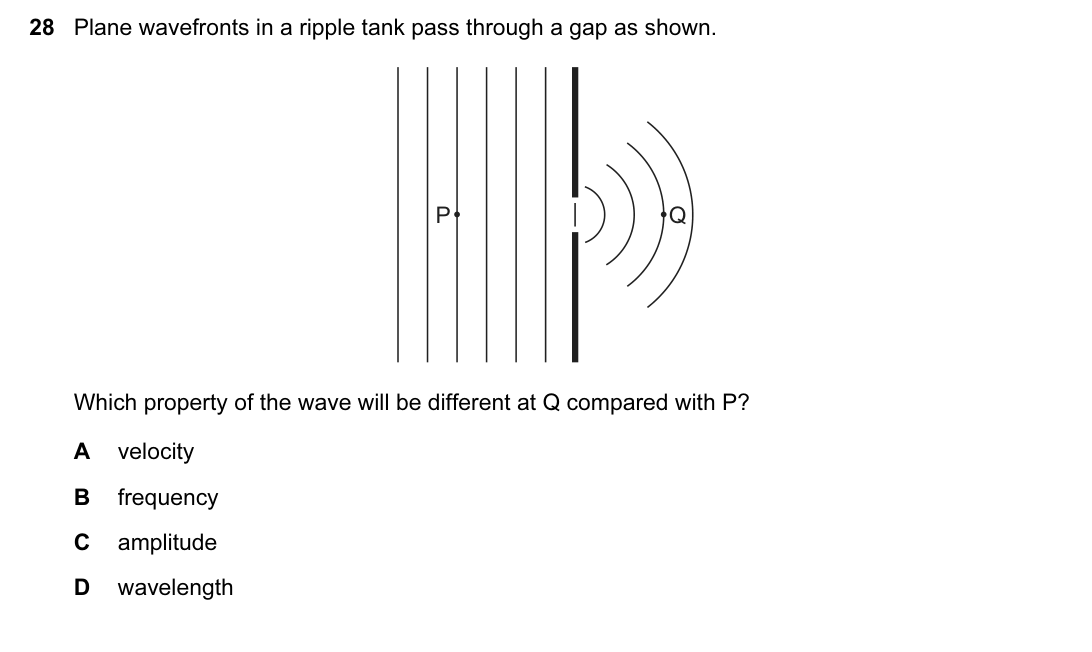 28 Plane wavefronts in a ripple tank pass through a gap as shown.
P
Q
Which property of the wave will be different at Q compared with P?
A velocity
B frequency
C amplitude
D wavelength